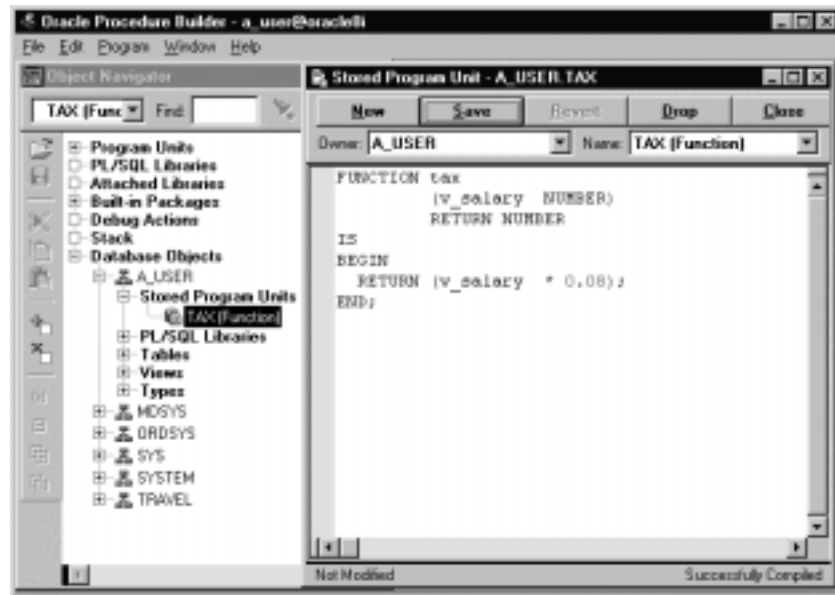 Oracle Procedure Builder - a_user@oracle8i
File Edit Program Window Help
Object Navigator
TAX (Func Find:
Program Units
PL/SQL Libraries
Attached Libraries
Built-in Packages
Debug Actions
Stack
Database Objects
A_USER
Stored Program Units
TAX (Function)
PL/SQL Libraries
Tables
Views
Types
MDSYS
ORDSYS
SYS
SYSTEM
TRAVEL
Stored Program Unit - A_USER.TAX
New Save Revert Drop Close
Owner: A_USER Name: TAX (Function)
FUNCTION tax
(v_salary NUMBER)
RETURN NUMBER
IS
BEGIN
RETURN (v_salary * 0.08);
END;
Not Modified Successfully Compiled